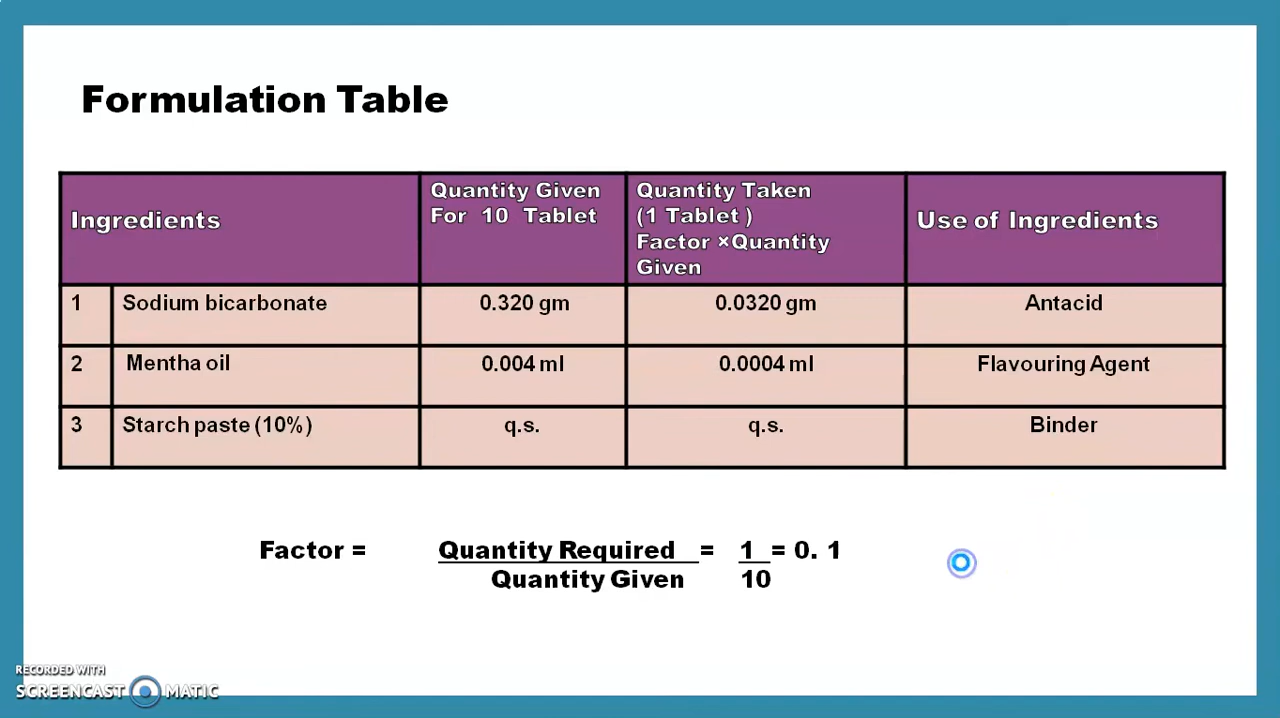 Formulation Table
Ingredients
Quantity Given
For 10 Tablet
Quantity Taken
(1 Tablet )
Factor ×Quantity
Given
Use of Ingredients
1 Sodium bicarbonate 0.320 gm 0.0320 gm Antacid
2 Mentha oil 0.004 ml 0.0004 ml Flavouring Agent
3 Starch paste (10%) q.s. q.s. Binder
Factor = Quantity Required = 1 = 0. 1
Quantity Given 10
RECORDED WITH
SCREENCAST MATIC